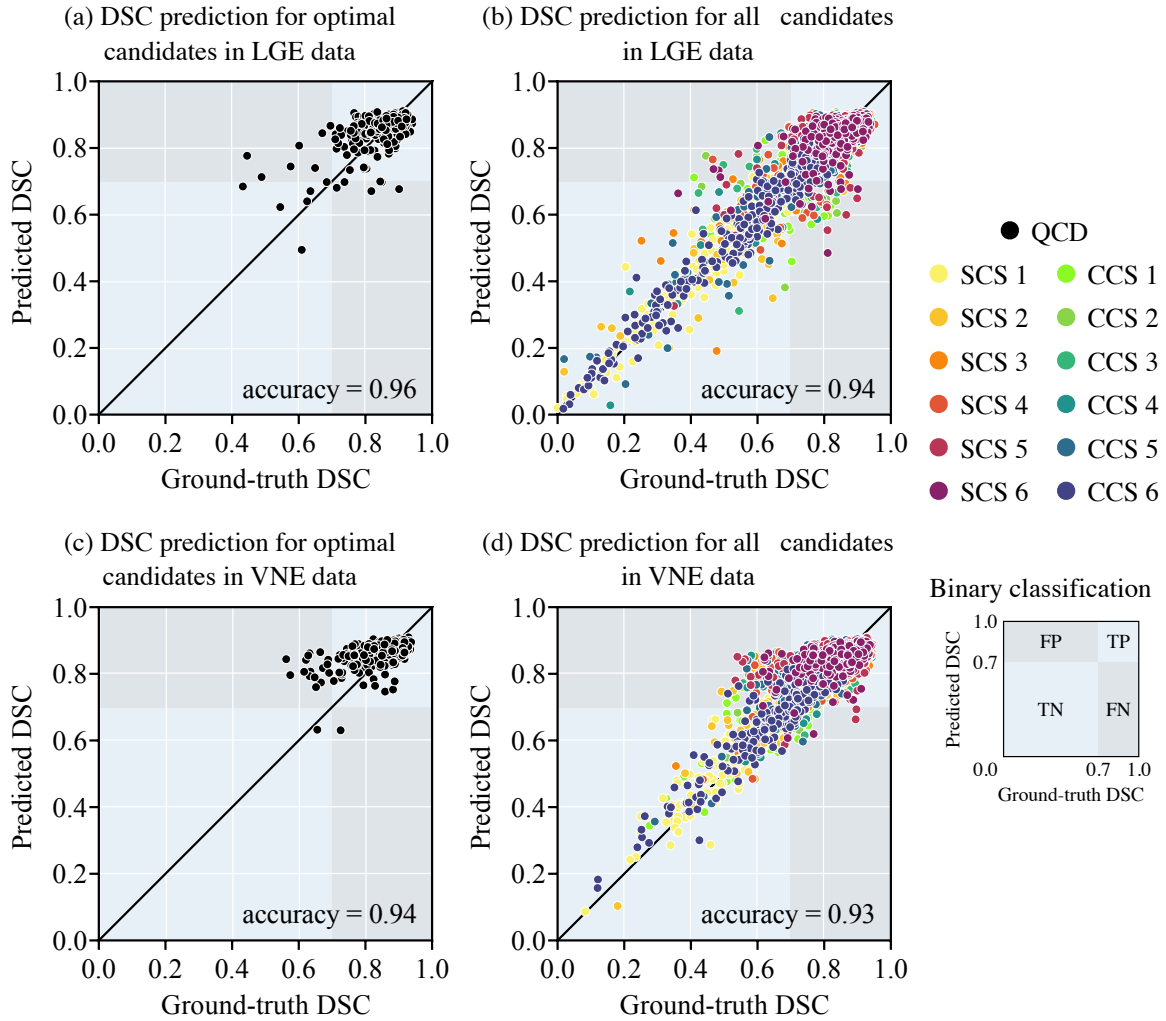 (a) DSC prediction for optimal
candidates in LGE data
1.0
0.8
0.6
0.4
0.2
0.0
Predicted DSC
accuracy = 0.96
0.0 0.2 0.4 0.6 0.8 1.0
Ground-truth DSC
(b) DSC prediction for all candidates
in LGE data
1.0
0.8
0.6
0.4
0.2
0.0
Predicted DSC
accuracy = 0.94
0.0 0.2 0.4 0.6 0.8 1.0
Ground-truth DSC
QCD
SCS 1 CCS 1
SCS 2 CCS 2
SCS 3 CCS 3
SCS 4 CCS 4
SCS 5 CCS 5
SCS 6 CCS 6
(c) DSC prediction for optimal
candidates in VNE data
1.0
0.8
0.6
0.4
0.2
0.0
Predicted DSC
accuracy = 0.94
0.0 0.2 0.4 0.6 0.8 1.0
Ground-truth DSC
(d) DSC prediction for all candidates
in VNE data
1.0
0.8
0.6
0.4
0.2
0.0
Predicted DSC
accuracy = 0.93
0.0 0.2 0.4 0.6 0.8 1.0
Ground-truth DSC
Binary classification
1.0
0.7
Predicted DSC
FP TP
TN FN
0.0 0.7 1.0
Ground-truth DSC